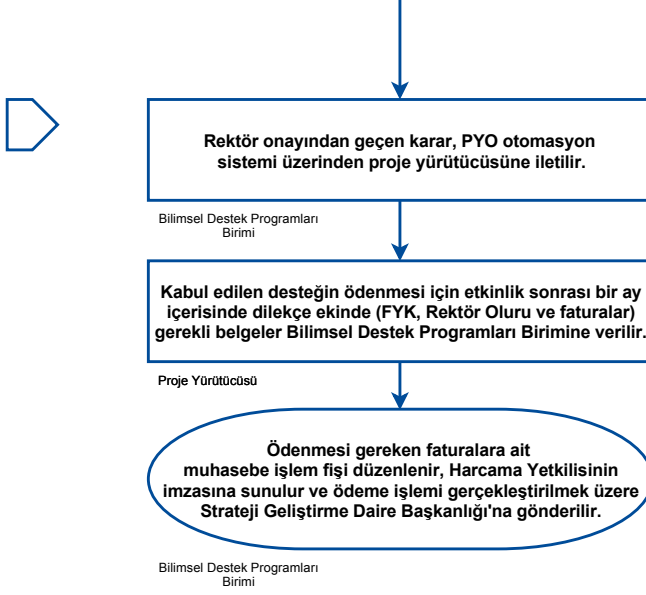 Rektör onayından geçen karar, PYO otomasyon
sistemi üzerinden proje yürütücüsüne iletilir.
Bilimsel Destek Programları
Birimi
Kabul edilen desteğin ödenmesi için etkinlik sonrası bir ay
içerisinde dilekçe ekinde (FYK, Rektör Oluru ve faturalar)
gerekli belgeler Bilimsel Destek Programları Birimine verilir.
Proje Yürütücüsü
Ödenmesi gereken faturalara ait
muhasebe işlem fişi düzenlenir, Harcama Yetkilisinin
imzasına sunulur ve ödeme işlemi gerçekleştirilmek üzere
Strateji Geliştirme Daire Başkanlığı'na gönderilir.
Bilimsel Destek Programları
Birimi